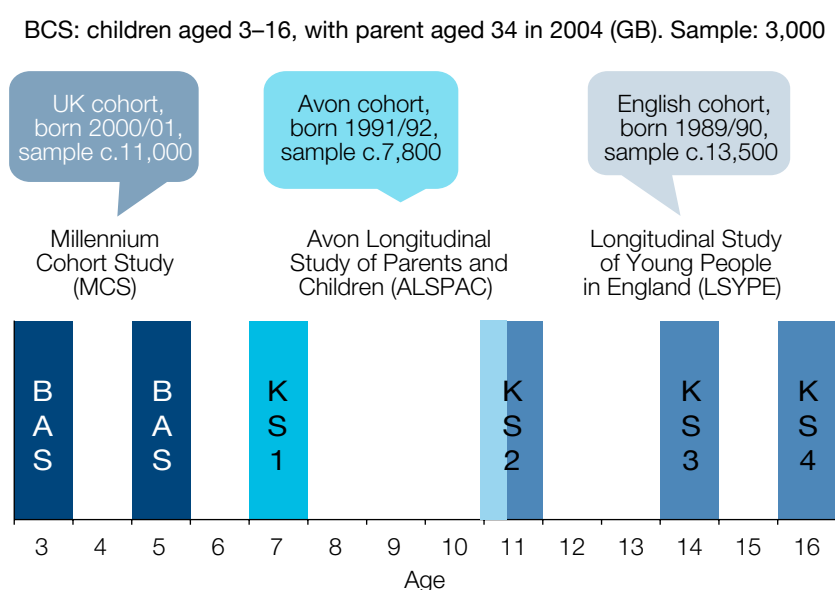 BCS: children aged 3–16, with parent aged 34 in 2004 (GB). Sample: 3,000
UK cohort,
born 2000/01,
sample c.11,000
Avon cohort,
born 1991/92,
sample c.7,800
English cohort,
born 1989/90,
sample c.13,500
Millennium
Cohort Study
(MCS)
Avon Longitudinal
Study of Parents and
Children (ALSPAC)
Longitudinal Study
of Young People
in England (LSYPE)
B
A
S
B
A
S
K
S
1
K
S
2
K
S
3
K
S
4
3 4 5 6 7 8 9 10 11 12 13 14 15 16
Age